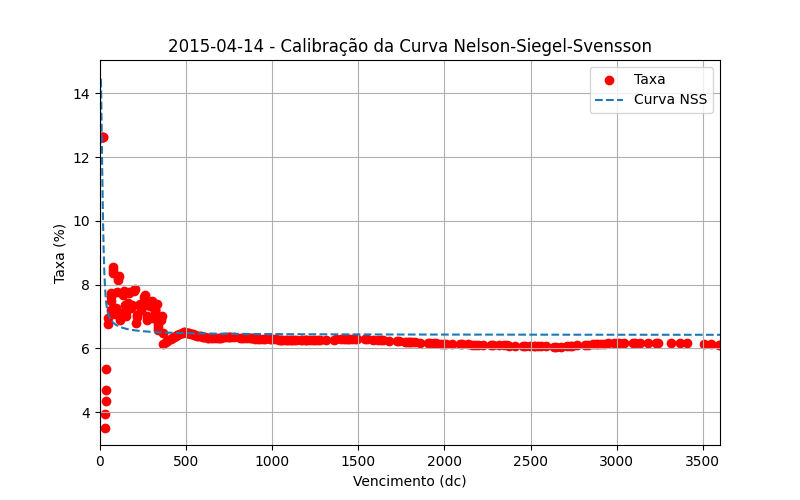 2015-04-14 - Calibração da Curva Nelson-Siegel-Svensson
Taxa
Curva NSS
Taxa (%)
14
12
10
8
6
4
0 500 1000 1500 2000 2500 3000 3500
Vencimento (dc)